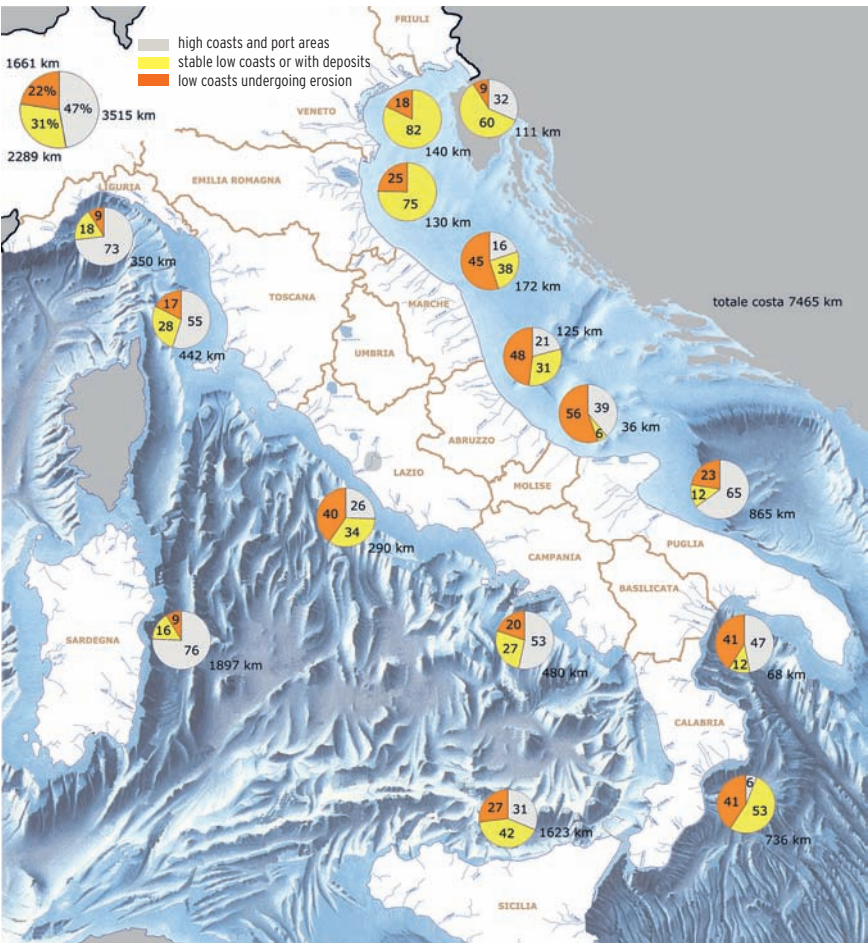 FRIULI
high coasts and port areas
stable low coasts or with deposits
low coasts undergoing erosion
1661 km
22%
47%
31%
3515 km
2289 km
VENETO
18
82
140 km
9
32
60
111 km
EMILIA ROMAGNA
25
75
130 km
LIGURIA
9
18
73
350 km
16
45
38
172 km
TOSCANA
MARCHE
totale costa 7465 km
17
28
55
442 km
UMBRIA
125 km
21
48
31
56
39
6
36 km
ABRUZZO
LAZIO
MOLISE
23
12
65
865 km
26
40
34
290 km
PUGLIA
CAMPANIA
BASILICATA
SARDEGNA
9
16
76
1897 km
20
53
27
480 km
41
47
12
68 km
CALABRIA
27
31
42
1623 km
6
41
53
736 km
SICILIA